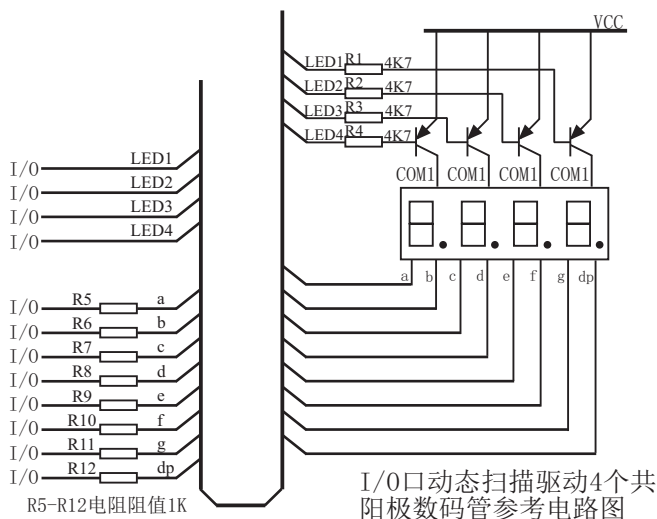 VCC
LED1 R1 4K7
LED2 R2 4K7
LED3 R3 4K7
LED4 R4 4K7
COM1 COM1 COM1 COM1
a b c d e f g dp
I/O LED1
I/O LED2
I/O LED3
I/O LED4
I/O R5 a
I/O R6 b
I/O R7 c
I/O R8 d
I/O R9 e
I/O R10 f
I/O R11 g
I/O R12 dp
R5-R12电阻阻值1K
I/O口动态扫描驱动4个共
阳极数码管参考电路图